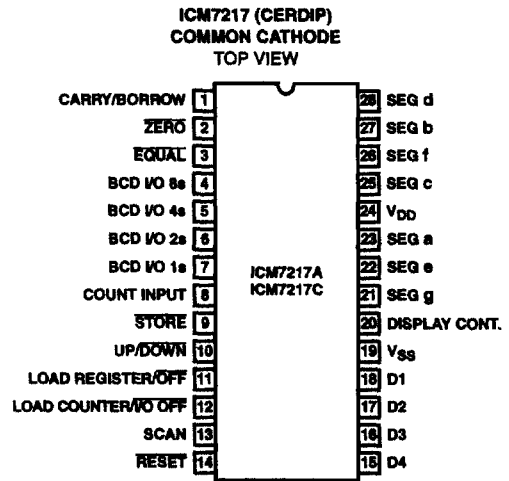 ICM7217 (CERDIP)
COMMON CATHODE
TOP VIEW
CARRY/BORROW 1
ZERO 2
EQUAL 3
BCD I/O 8s 4
BCD I/O 4s 5
BCD I/O 2s 6
BCD I/O 1s 7
COUNT INPUT 8
STORE 9
UP/DOWN 10
LOAD REGISTER/OFF 11
LOAD COUNTER/I/O OFF 12
SCAN 13
RESET 14
ICM7217A
ICM7217C
28 SEG d
27 SEG b
26 SEG f
25 SEG c
24 VDD
23 SEG a
22 SEG e
21 SEG g
20 DISPLAY CONT.
19 VSS
18 D1
17 D2
16 D3
15 D4